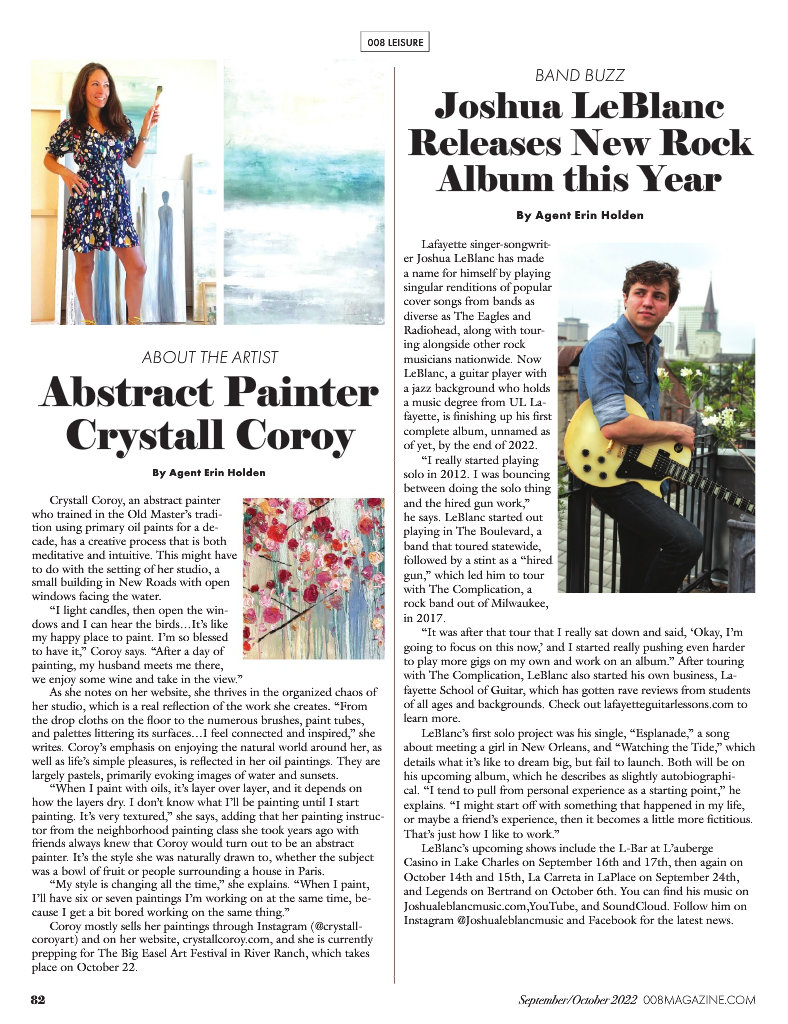 008 LEISURE
ABOUT THE ARTIST
Abstract Painter
Crystall Coroy
By Agent Erin Holden
Crystall Coroy, an abstract painter
who trained in the Old Master's tradi-
tion using primary oil paints for a de-
cade, has a creative process that is both
meditative and intuitive. This might have
to do with the setting of her studio, a
small building in New Roads with open
windows facing the water.
"I light candles, then open the win-
dows and I can hear the birds…It's like
my happy place to paint. I'm so blessed
to have it," Coroy says. "After a day of
painting, my husband meets me there,
we enjoy some wine and take in the view."
As she notes on her website, she thrives in the organized chaos of
her studio, which is a real reflection of the work she creates. "From
the drop cloths on the floor to the numerous brushes, paint tubes,
and palettes littering its surfaces…I feel connected and inspired," she
writes. Coroy's emphasis on enjoying the natural world around her, as
well as life's simple pleasures, is reflected in her oil paintings. They are
largely pastels, primarily evoking images of water and sunsets.
"When I paint with oils, it's layer over layer, and it depends on
how the layers dry. I don't know what I'll be painting until I start
painting. It's very textured," she says, adding that her painting instruc-
tor from the neighborhood painting class she took years ago with
friends always knew that Coroy would turn out to be an abstract
painter. It's the style she was naturally drawn to, whether the subject
was a bowl of fruit or people surrounding a house in Paris.
"My style is changing all the time," she explains. "When I paint,
I'll have six or seven paintings I'm working on at the same time, be-
cause I get a bit bored working on the same thing."
Coroy mostly sells her paintings through Instagram (@crystall-
coroyart) and on her website, crystallcoroy.com, and she is currently
prepping for The Big Easel Art Festival in River Ranch, which takes
place on October 22.
BAND BUZZ
Joshua LeBlanc
Releases New Rock
Album this Year
By Agent Erin Holden
Lafayette singer-songwrit-
er Joshua LeBlanc has made
a name for himself by playing
singular renditions of popular
cover songs from bands as
diverse as The Eagles and
Radiohead, along with tour-
ing alongside other rock
musicians nationwide. Now
LeBlanc, a guitar player with
a jazz background who holds
a music degree from UL La-
fayette, is finishing up his first
complete album, unnamed as
of yet, by the end of 2022.
"I really started playing
solo in 2012. I was bouncing
between doing the solo thing
and the hired gun work,"
he says. LeBlanc started out
playing in The Boulevard, a
band that toured statewide,
followed by a stint as a "hired
gun," which led him to tour
with The Complication, a
rock band out of Milwaukee,
in 2017.
"It was after that tour that I really sat down and said, 'Okay, I'm
going to focus on this now,' and I started really pushing even harder
to play more gigs on my own and work on an album." After touring
with The Complication, LeBlanc also started his own business, La-
fayette School of Guitar, which has gotten rave reviews from students
of all ages and backgrounds. Check out lafayetteguitarlessons.com to
learn more.
LeBlanc's first solo project was his single, "Esplanade," a song
about meeting a girl in New Orleans, and "Watching the Tide," which
details what it's like to dream big, but fail to launch. Both will be on
his upcoming album, which he describes as slightly autobiographi-
cal. "I tend to pull from personal experience as a starting point," he
explains. "I might start off with something that happened in my life,
or maybe a friend's experience, then it becomes a little more fictitious.
That's just how I like to work."
LeBlanc's upcoming shows include the L-Bar at L'auberge
Casino in Lake Charles on September 16th and 17th, then again on
October 14th and 15th, La Carreta in LaPlace on September 24th,
and Legends on Bertrand on October 6th. You can find his music on
Joshualeblancmusic.com,YouTube, and SoundCloud. Follow him on
Instagram @Joshualeblancmusic and Facebook for the latest news.
82
September/October 2022 008MAGAZINE.COM